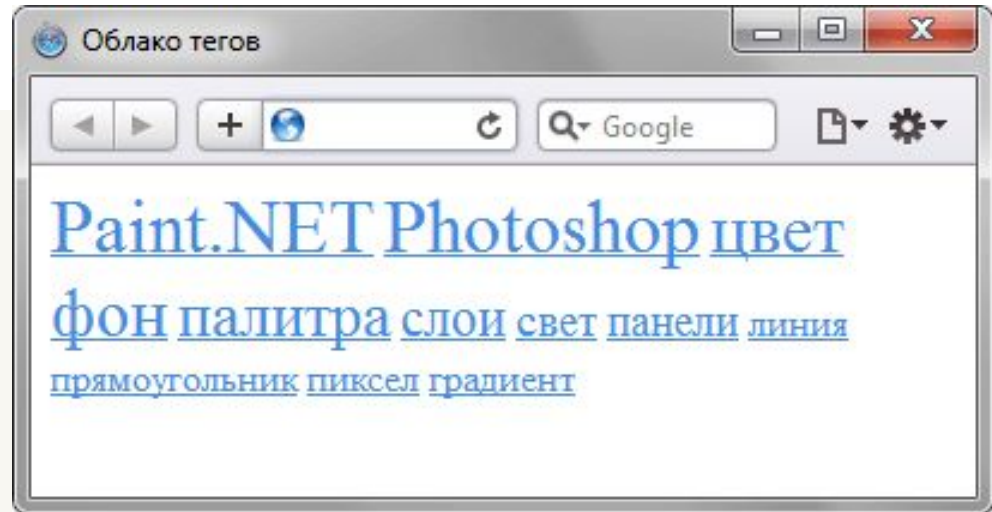 Облако тегов
Google
Paint.NET Photoshop цвет
фон палитра слои свет панели линия
прямоугольник пиксел градиент